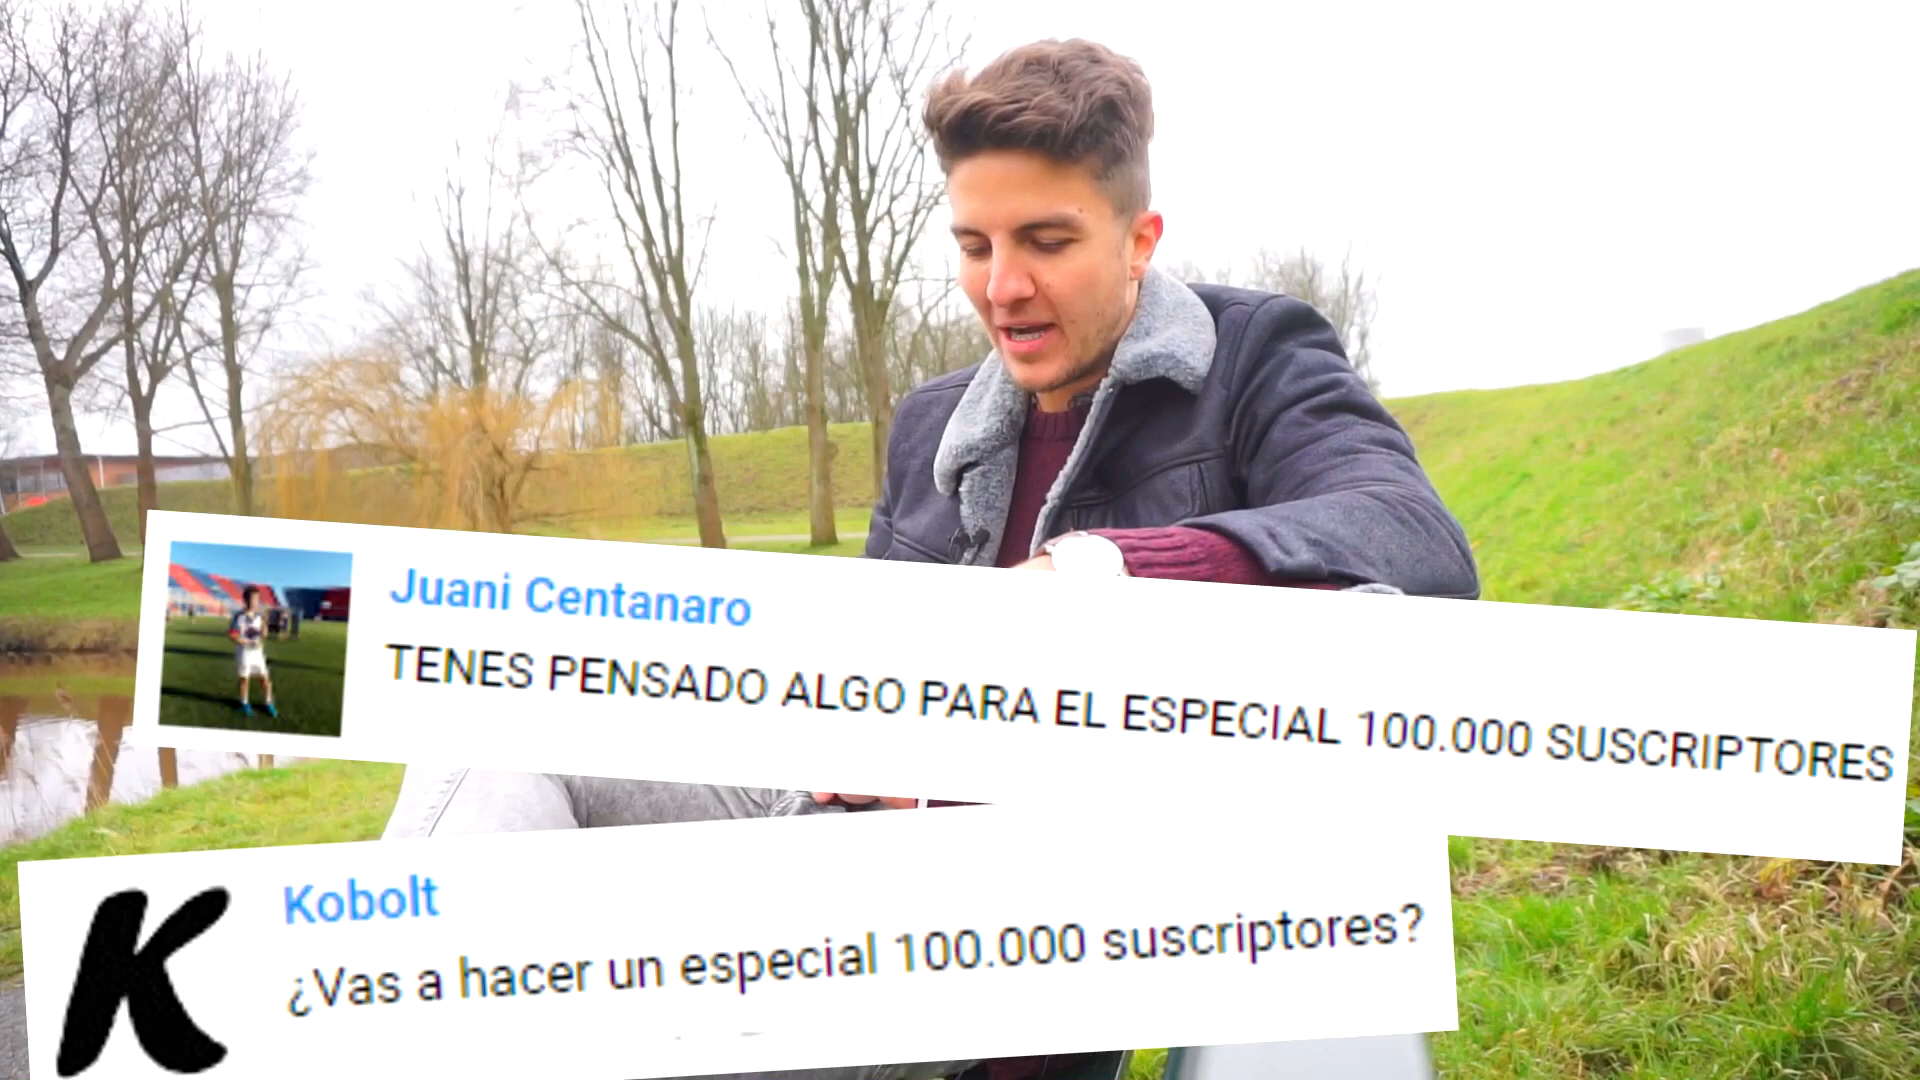 Juani Centanaro
TENES PENSADO ALGO PARA EL ESPECIAL 100.000 SUSCRIPTORES
K
Kobolt
¿Vas a hacer un especial 100.000 suscriptores?